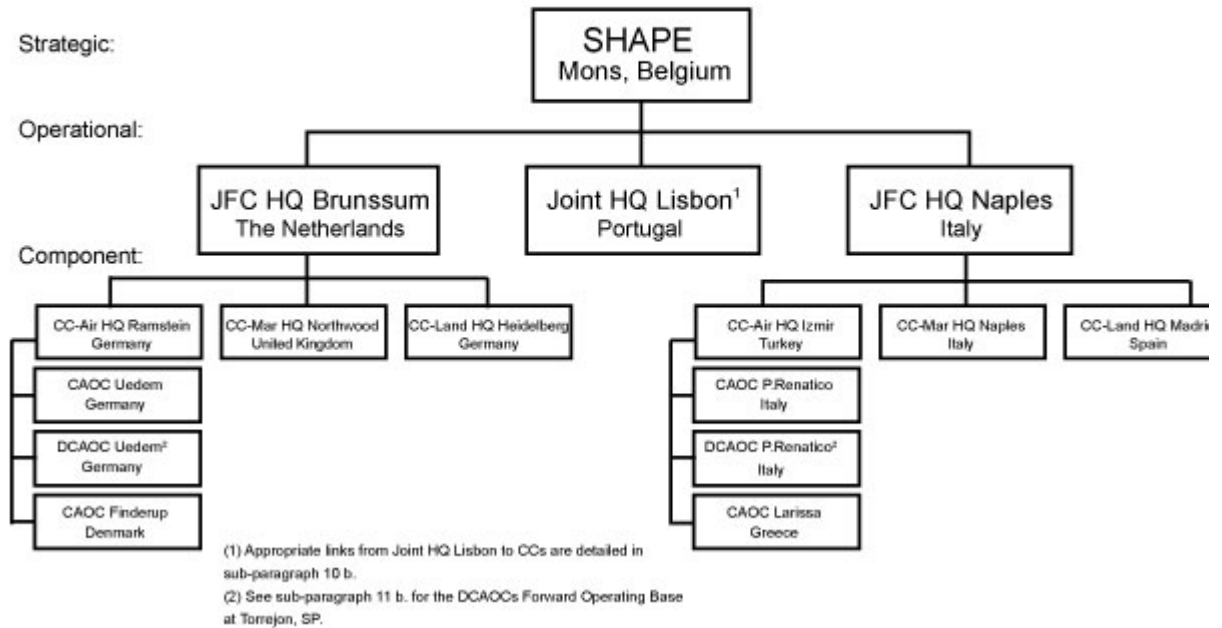 Strategic:
SHAPE
Mons, Belgium
Operational:
JFC HQ Brunssum
The Netherlands
Joint HQ Lisbon¹
Portugal
JFC HQ Naples
Italy
Component:
CC-Air HQ Ramstein
Germany
CC-Mar HQ Northwood
United Kingdom
CC-Land HQ Heidelberg
Germany
CC-Air HQ Izmir
Turkey
CC-Mar HQ Naples
Italy
CC-Land HQ Madri
Spain
CAOC Uedem
Germany
CAOC P.Renatico
Italy
DCAOC Uedem²
Germany
DCAOC P.Renatico²
Italy
CAOC Finderup
Denmark
CAOC Larissa
Greece
(1) Appropriate links from Joint HQ Lisbon to CCs are detailed in
sub-paragraph 10 b.
(2) See sub-paragraph 11 b. for the DCAOCs Forward Operating Base
at Torrejon, SP.